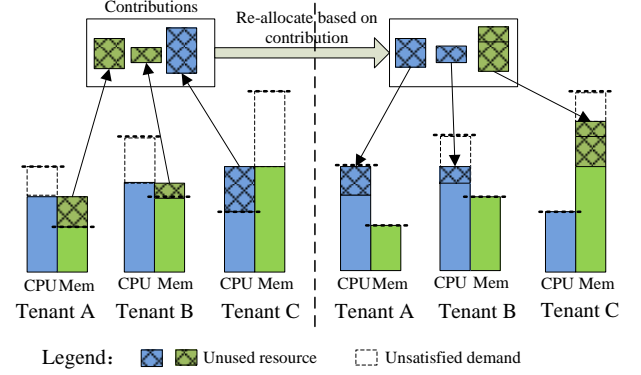 Contributions
Re-allocate based on
contribution
CPU Mem CPU Mem CPU Mem CPU Mem CPU Mem CPU Mem
Tenant A Tenant B Tenant C Tenant A Tenant B Tenant C
Legend: Unused resource Unsatisfied demand